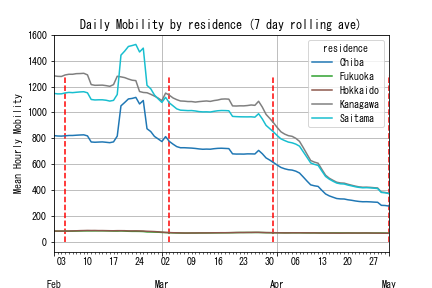 Daily Mobility by residence (7 day rolling ave)
Mean Hourly Mobility
1600
1400
1200
1000
800
600
400
200
0
residence
Chiba
Fukuoka
Hokkaido
Kanagawa
Saitama
03 10 17 24 02 09 16 23 30 06 13 20 27
Feb Mar Apr May